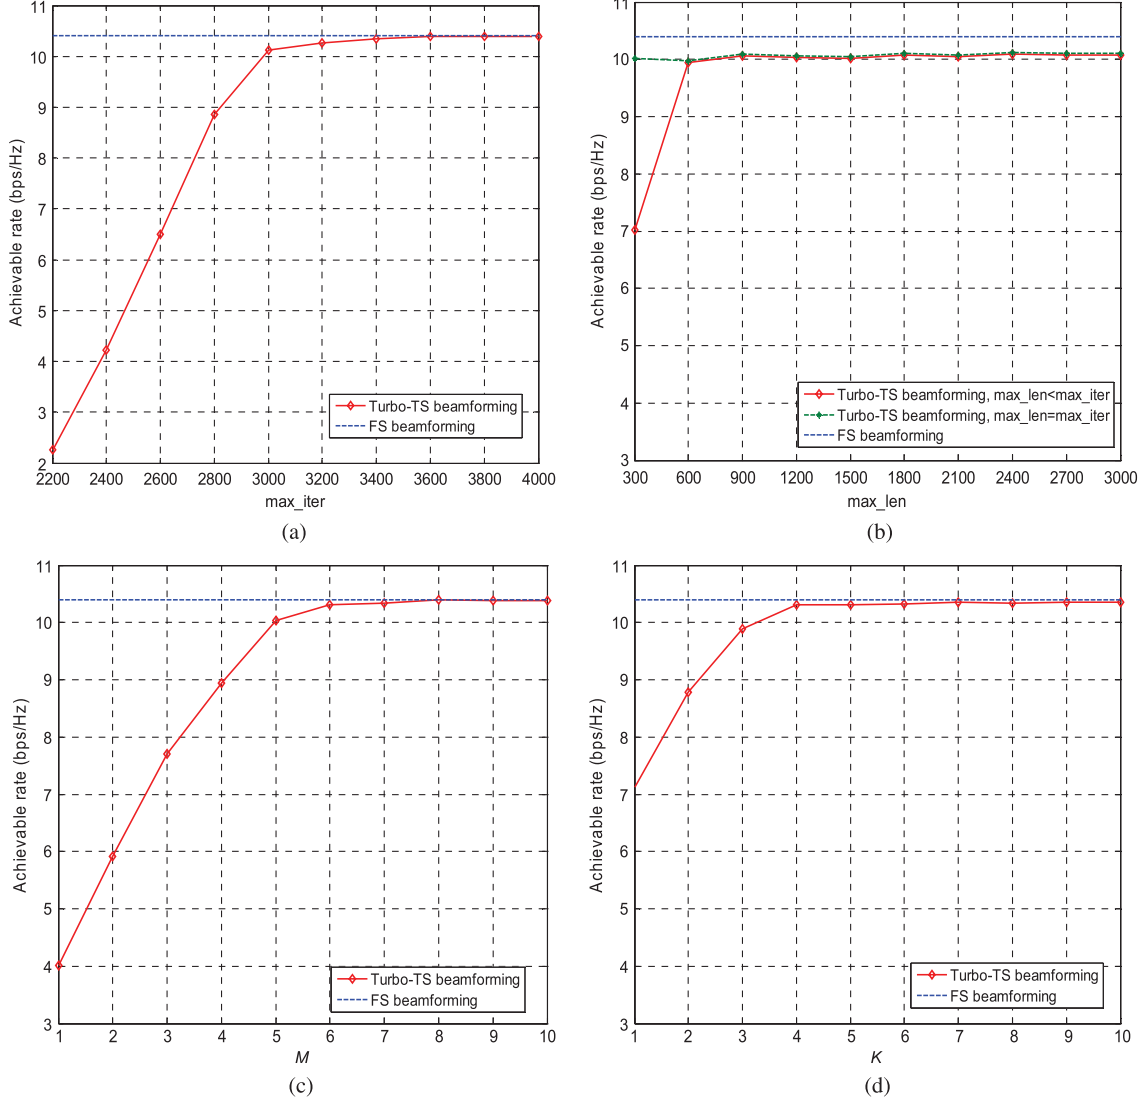 11
10
9
8
7
6
5
4
3
2
Achievable rate (bps/Hz)
Turbo-TS beamforming
FS beamforming
2200 2400 2600 2800 3000 3200 3400 3600 3800 4000
max_iter
(a)
11
10
9
8
7
6
5
4
3
Achievable rate (bps/Hz)
Turbo-TS beamforming, max_len<max_iter
Turbo-TS beamforming, max_len=max_iter
FS beamforming
300 600 900 1200 1500 1800 2100 2400 2700 3000
max_len
(b)
11
10
9
8
7
6
5
4
3
Achievable rate (bps/Hz)
Turbo-TS beamforming
FS beamforming
1 2 3 4 5 6 7 8 9 10
M
(c)
11
10
9
8
7
6
5
4
3
Achievable rate (bps/Hz)
Turbo-TS beamforming
FS beamforming
1 2 3 4 5 6 7 8 9 10
K
(d)